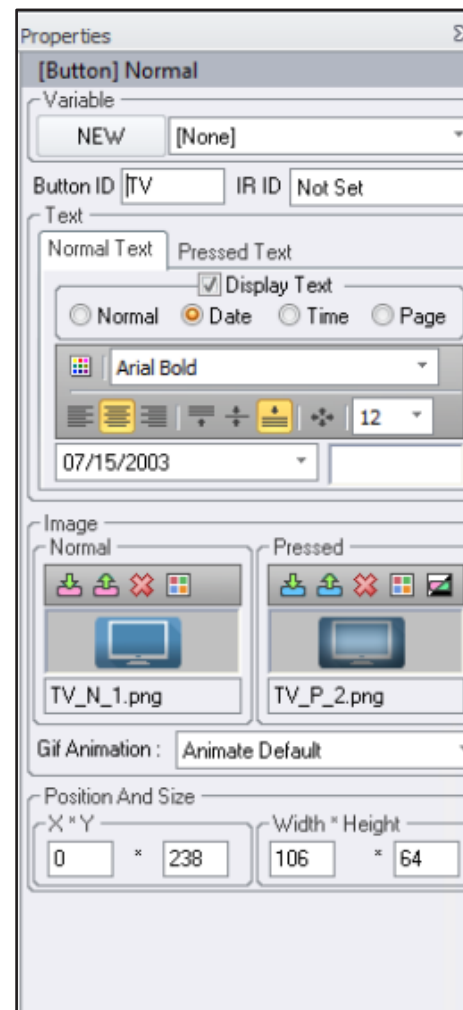 Properties
[Button] Normal
Variable
NEW [None]
Button ID TV IR ID Not Set
Text
Normal Text Pressed Text
Display Text
Normal Date Time Page
Arial Bold
12
07/15/2003
Image
Normal Pressed
TV_N_1.png TV_P_2.png
Gif Animation : Animate Default
Position And Size
X * Y Width * Height
0 * 238 106 * 64